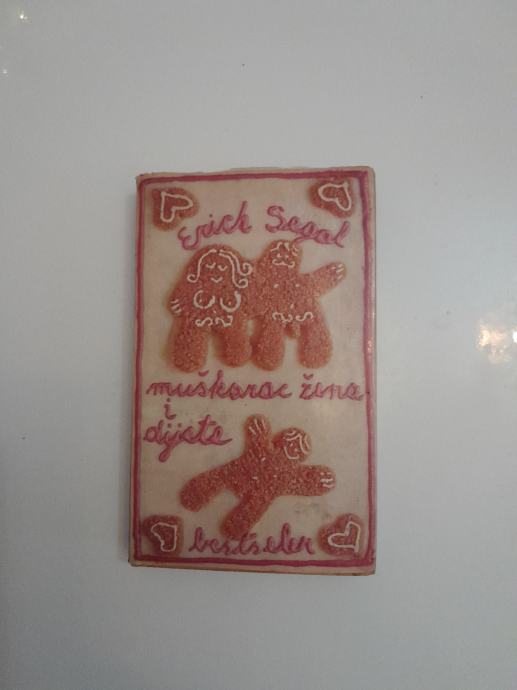 Erich Segal
muškarac žena
i
dijete
bestseler